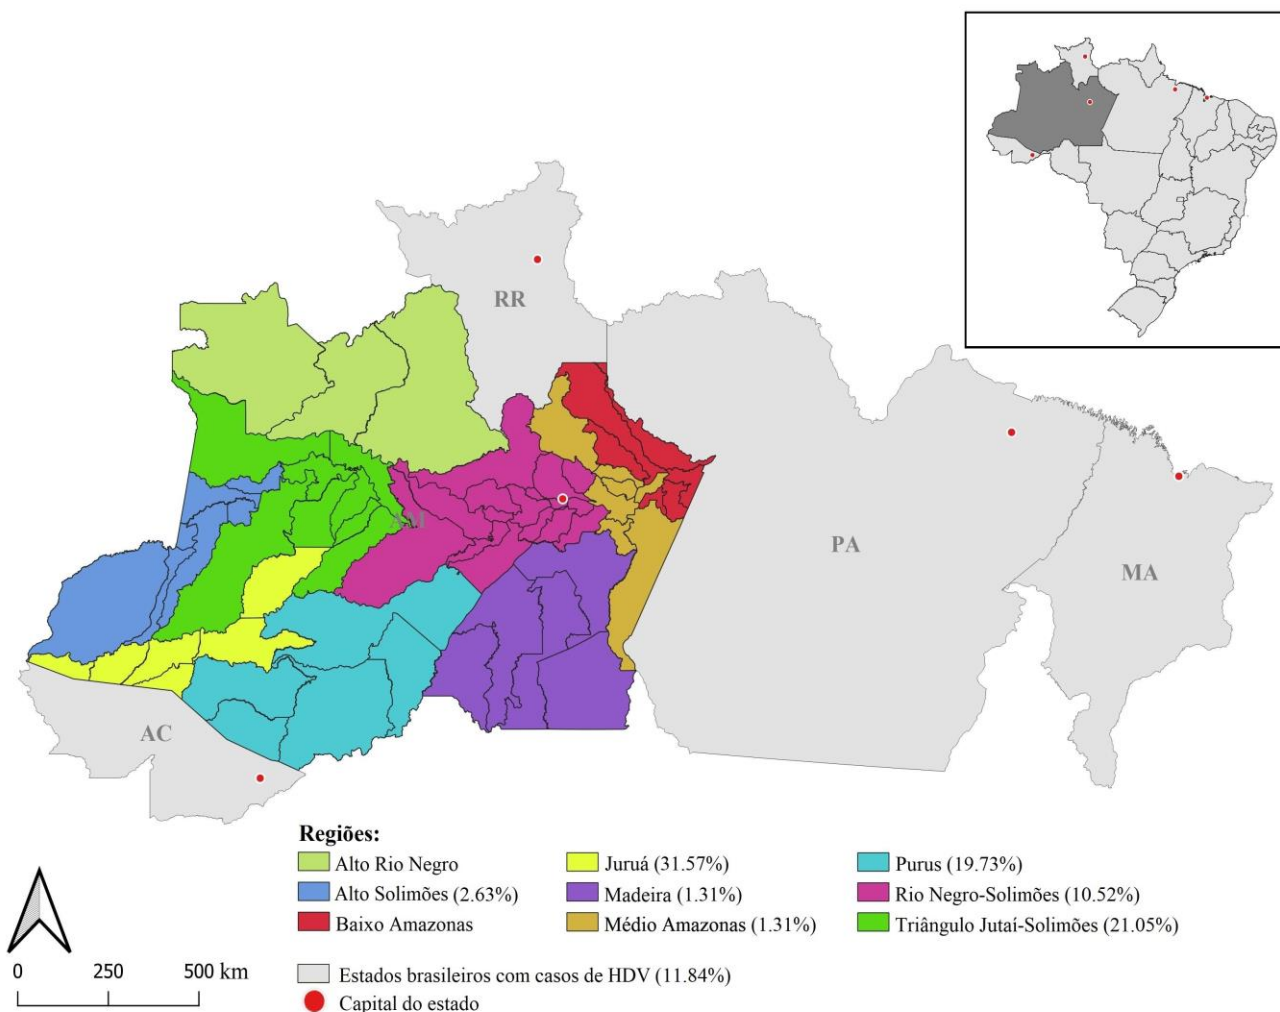 RR
AM
PA
MA
AC
Regiões:
Alto Rio Negro
Juruá (31.57%)
Purus (19.73%)
Alto Solimões (2.63%)
Madeira (1.31%)
Rio Negro-Solimões (10.52%)
Baixo Amazonas
Médio Amazonas (1.31%)
Triângulo Jutaí-Solimões (21.05%)
0 250 500 km
Estados brasileiros com casos de HDV (11.84%)
Capital do estado